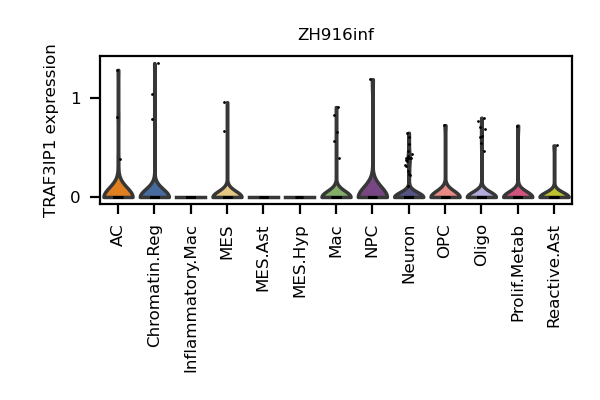 ZH916inf
TRAF3IP1 expression
1
0
AC
Chromatin.Reg
Inflammatory.Mac
MES
MES.Ast
MES.Hyp
Mac
NPC
Neuron
OPC
Oligo
Prolif.Metab
Reactive.Ast